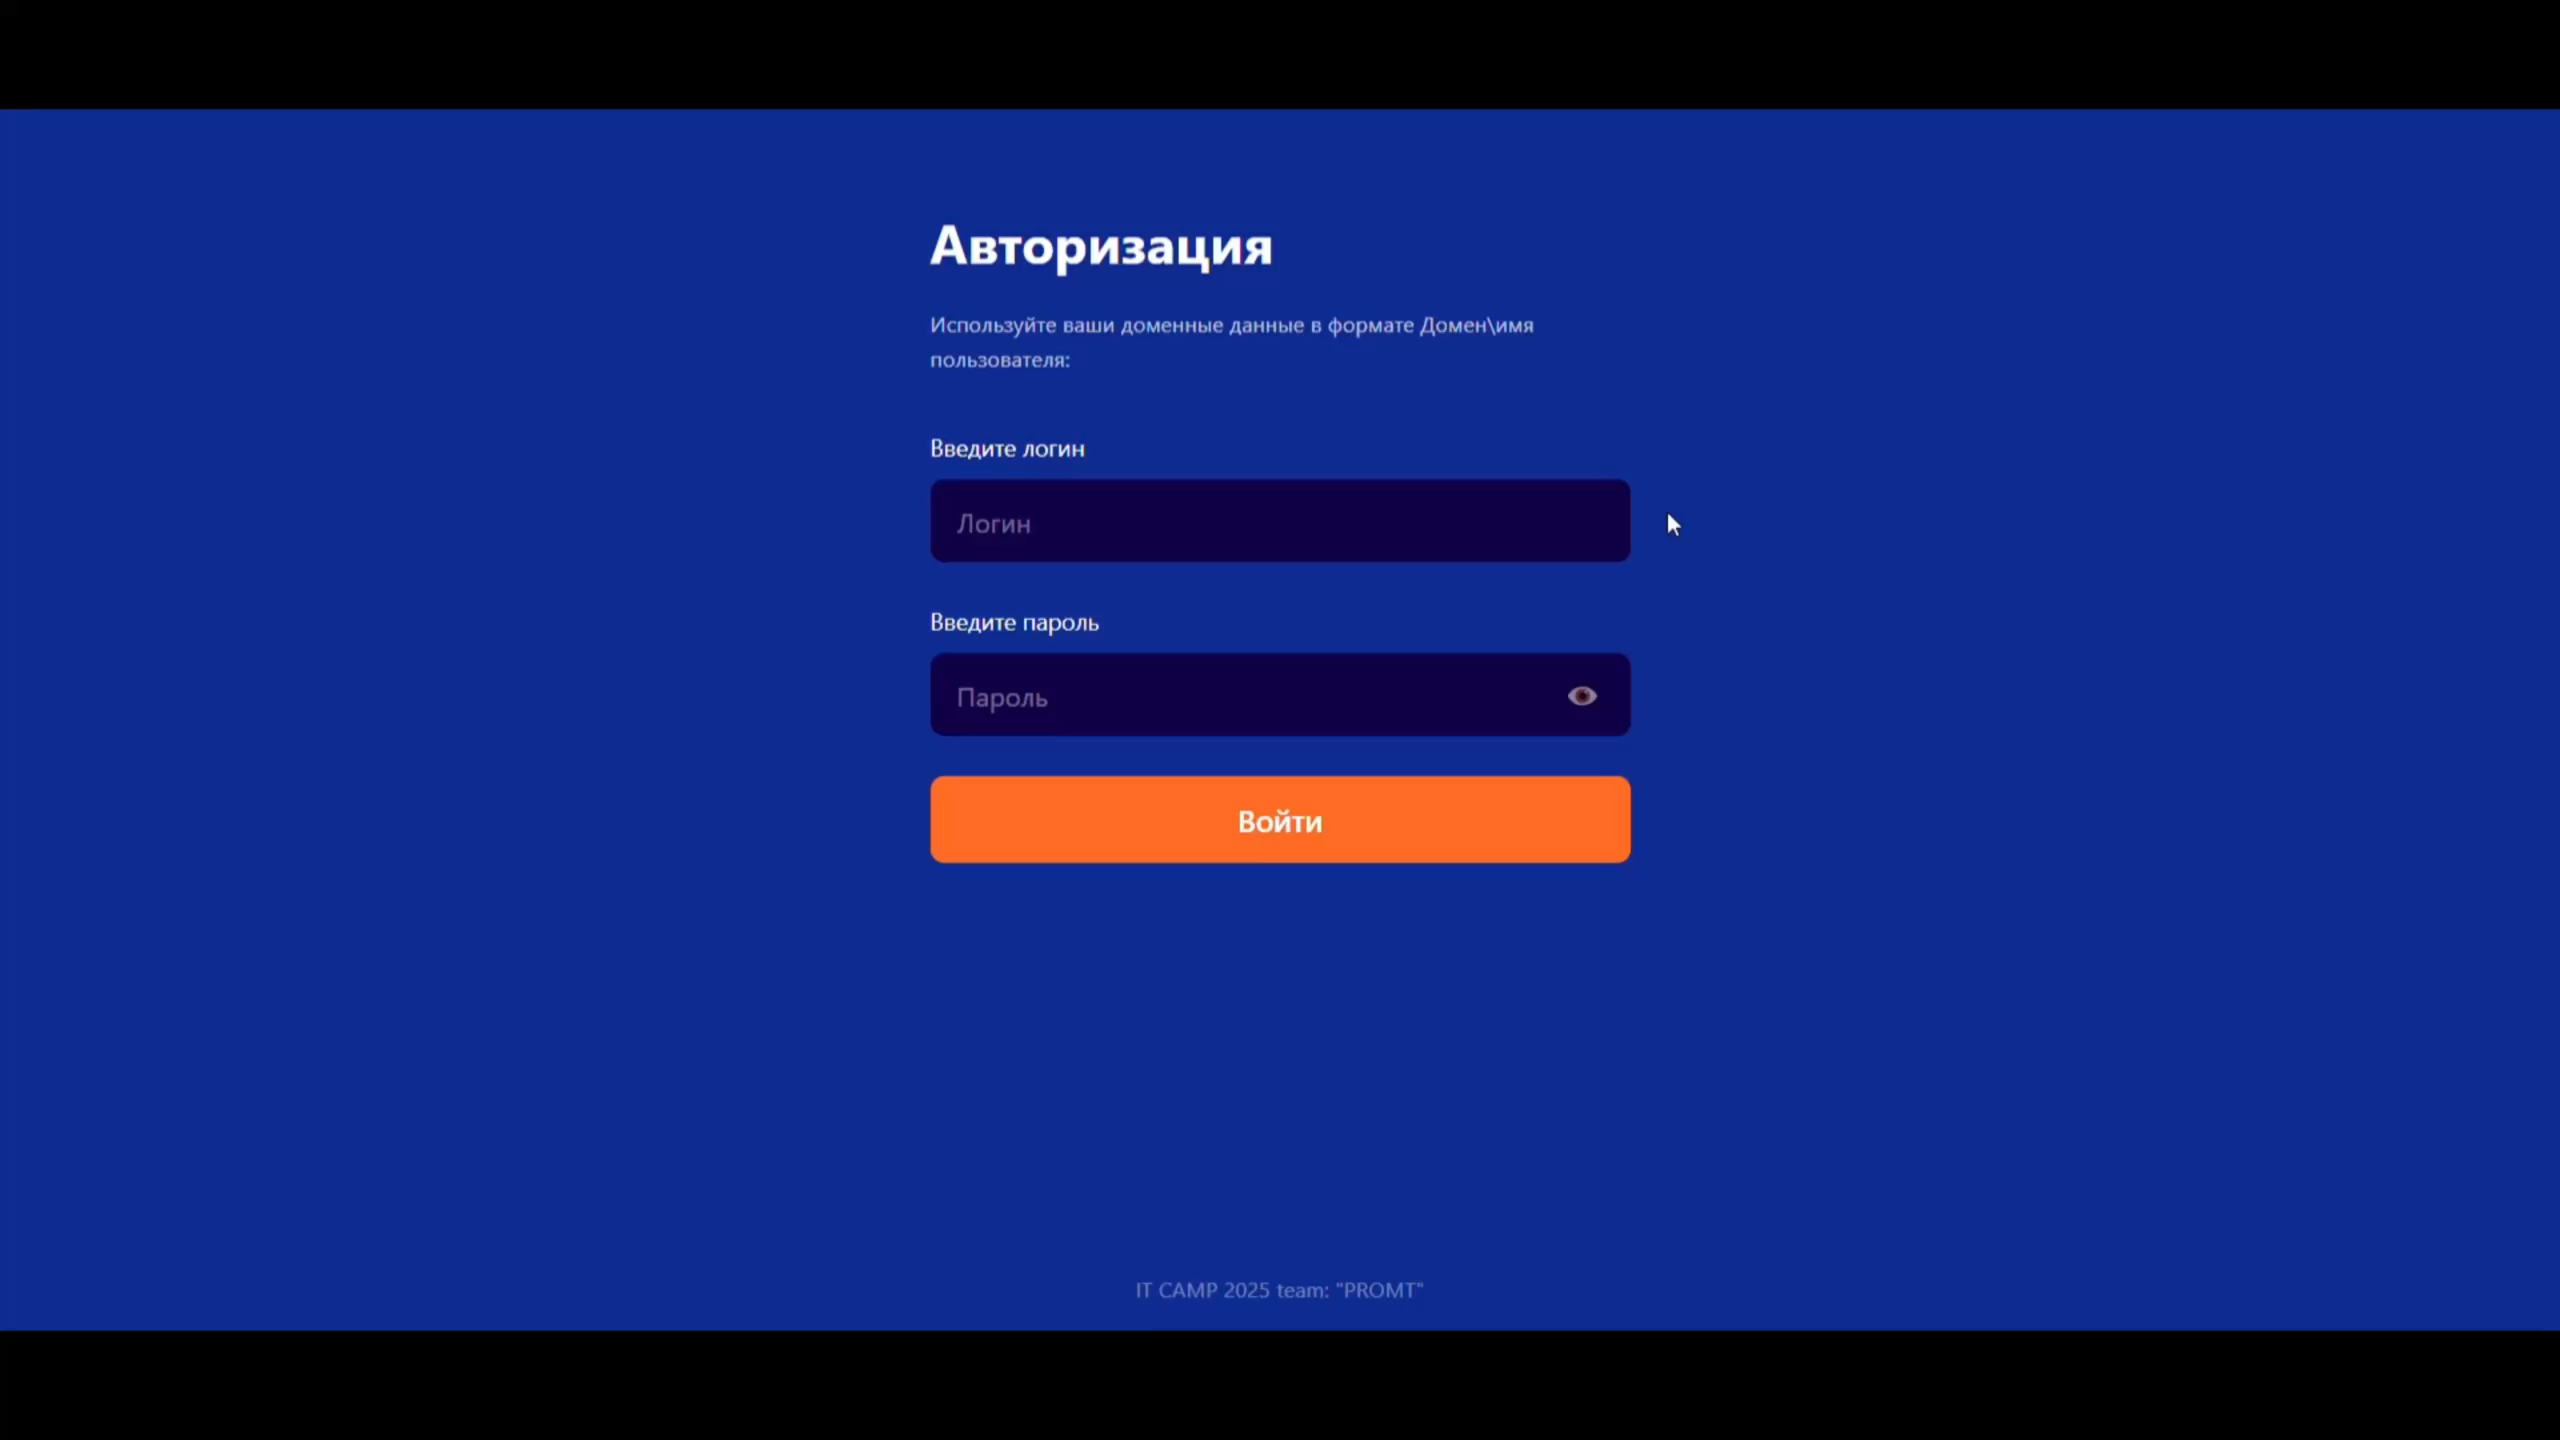 Авторизация
Используйте ваши доменные данные в формате Домен\имя
пользователя:
Введите логин
Логин
Введите пароль
Пароль
Войти
IT CAMP 2025 team: "PROMT"